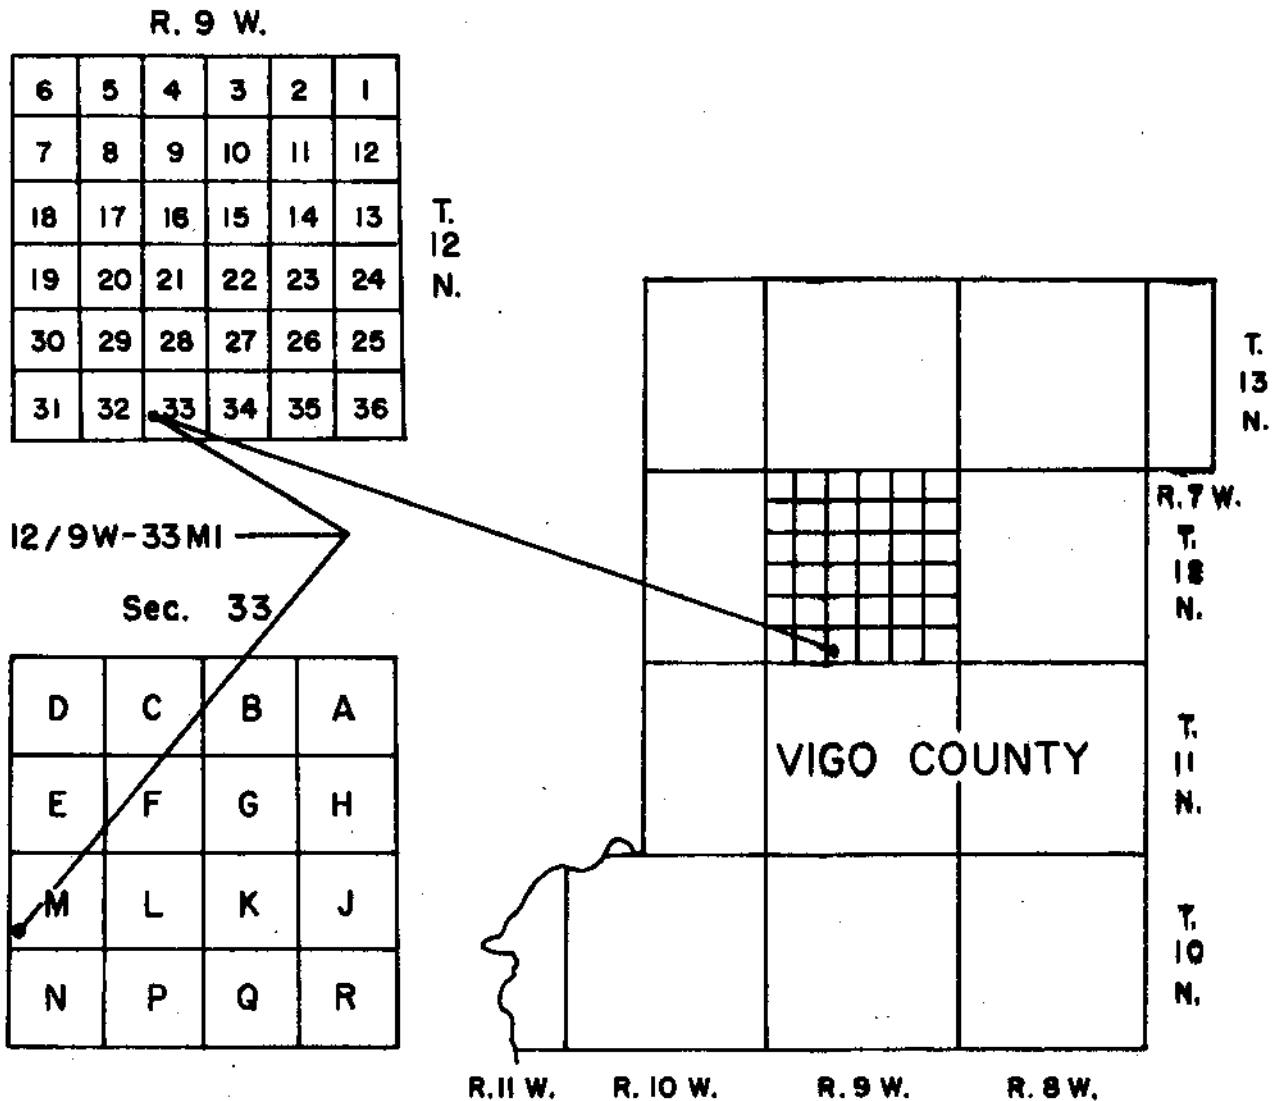 R. 9 W.
6 5 4 3 2 1
7 8 9 10 11 12
18 17 16 15 14 13
19 20 21 22 23 24
30 29 28 27 26 25
31 32 33 34 35 36
T.
12
N.
12/9W-33M1
Sec. 33
D C B A
E F G H
M L K J
N P Q R
T.
13
N.
R. 7 W.
T.
12
N.
VIGO COUNTY
T.
11
N.
T.
10
N.
R. 11 W. R. 10 W. R. 9 W. R. 8 W.